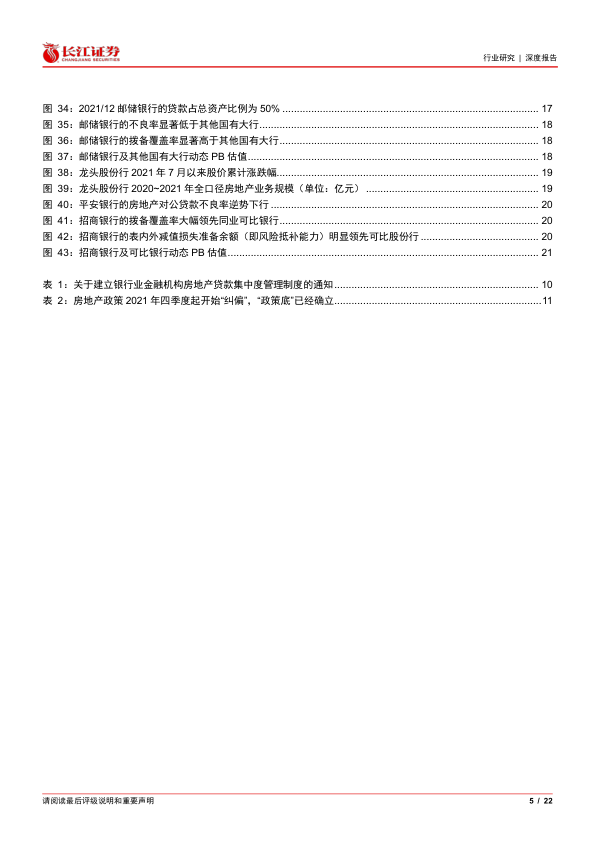 长江证券
CHANGJIANG SECURITIES
行业研究 | 深度报告
图 34：2021/12 邮储银行的贷款占总资产比例为 50% ........................................ 17
图 35：邮储银行的不良率显著低于其他国有大行........................................ 18
图 36：邮储银行的拨备覆盖率显著高于其他国有大行........................................ 18
图 37：邮储银行及其他国有大行动态 PB 估值........................................ 18
图 38：龙头股份行 2021 年 7 月以来股价累计涨跌幅........................................ 19
图 39：龙头股份行 2020~2021 年全口径房地产业务规模（单位：亿元） ........................................ 19
图 40：平安银行的房地产对公贷款不良率逆势下行 ........................................ 20
图 41：招商银行的拨备覆盖率大幅领先同业可比银行........................................ 20
图 42：招商银行的表内外减值损失准备余额（即风险抵补能力）明显领先可比股份行 ........................................ 20
图 43：招商银行及可比银行动态 PB 估值........................................ 21
表 1：关于建立银行业金融机构房地产贷款集中度管理制度的通知........................................ 10
表 2：房地产政策 2021 年四季度起开始“纠偏”，“政策底”已经确立........................................ 11
请阅读最后评级说明和重要声明
5 / 22